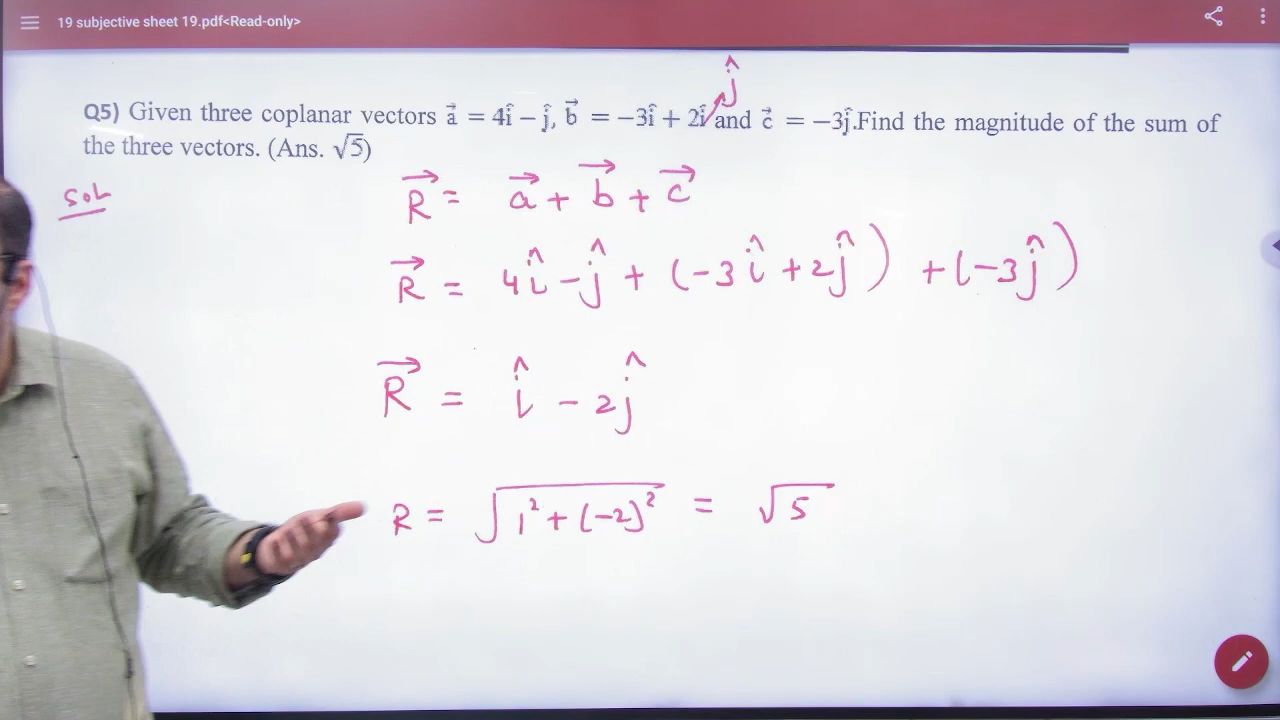 19 subjective sheet 19.pdf<Read-only>
ĵ
Q5) Given three coplanar vectors a⃗ = 4î − ĵ, b⃗ = −3î + 2î and c⃗ = −3ĵ.Find the magnitude of the sum of
the three vectors. (Ans. √5)
Sol
R⃗ = a⃗ + b⃗ + c⃗
R⃗ = 4î − ĵ + (−3î + 2ĵ) + (−3ĵ)
R⃗ = î − 2ĵ
R = √(1² + (−2)²) = √5